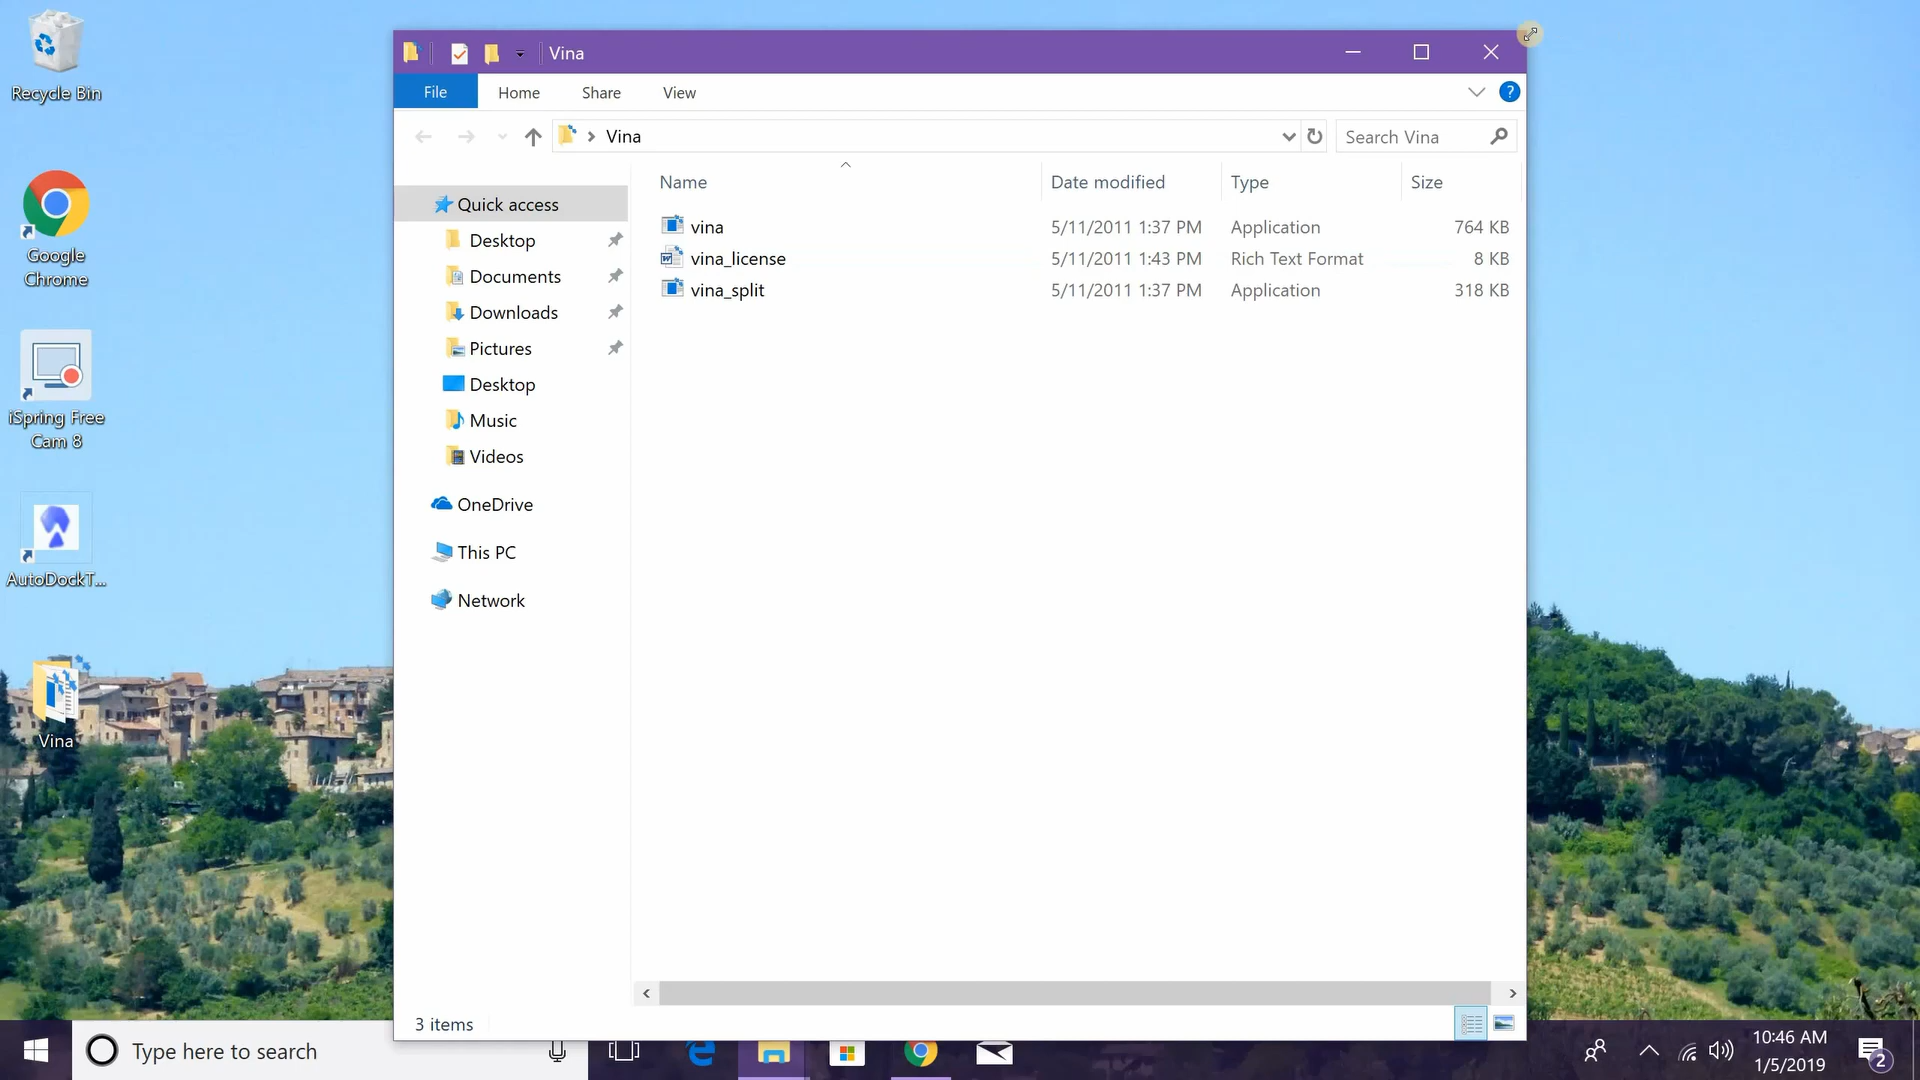 Recycle Bin
Google
Chrome
iSpring Free
Cam 8
AutoDockT...
Vina
Vina
File Home Share View
?
Vina
Search Vina
Name Date modified Type Size
vina 5/11/2011 1:37 PM Application 764 KB
vina_license 5/11/2011 1:43 PM Rich Text Format 8 KB
vina_split 5/11/2011 1:37 PM Application 318 KB
Quick access
Desktop
Documents
Downloads
Pictures
Desktop
Music
Videos
OneDrive
This PC
Network
3 items
Type here to search
10:46 AM
1/5/2019
2